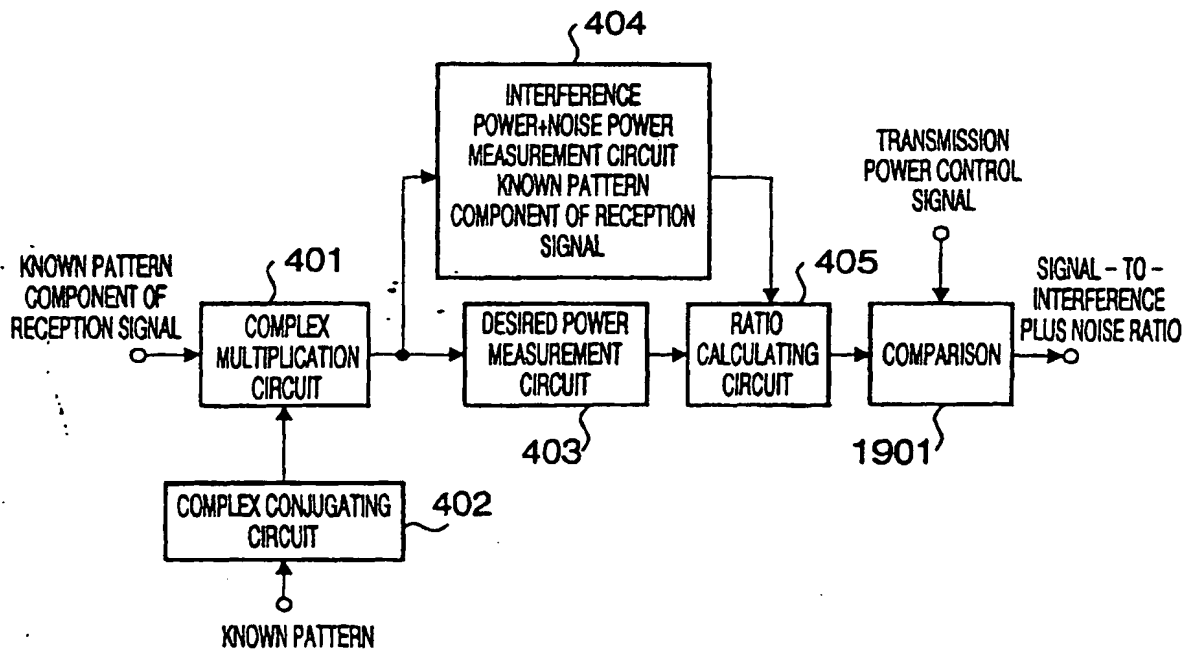 404
INTERFERENCE
POWER+NOISE POWER
MEASUREMENT CIRCUIT
KNOWN PATTERN
COMPONENT OF RECEPTION
SIGNAL
TRANSMISSION
POWER CONTROL
SIGNAL
KNOWN PATTERN
COMPONENT OF
RECEPTION SIGNAL
401
COMPLEX
MULTIPLICATION
CIRCUIT
DESIRED POWER
MEASUREMENT
CIRCUIT
403
405
RATIO
CALCULATING
CIRCUIT
COMPARISON
1901
SIGNAL - TO -
INTERFERENCE
PLUS NOISE RATIO
COMPLEX CONJUGATING
CIRCUIT
402
KNOWN PATTERN